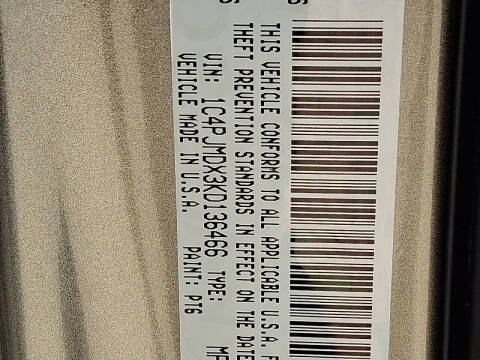 THIS VEHICLE CONFORMS TO ALL APPLICABLE U.S.A. F
THEFT PREVENTION STANDARDS IN EFFECT ON THE DATE
VIN: 1C4PJMDX3KD136466 TYPE:
VEHICLE MADE IN U.S.A. PAINT: PTG